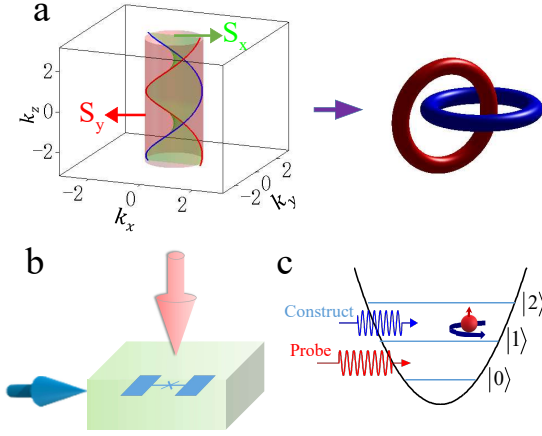 a
S_x
S_y
k_z
2
0
-2
-2
0
2
k_x
-2
0
2
k_y
b
c
Construct
Probe
|2⟩
|1⟩
|0⟩